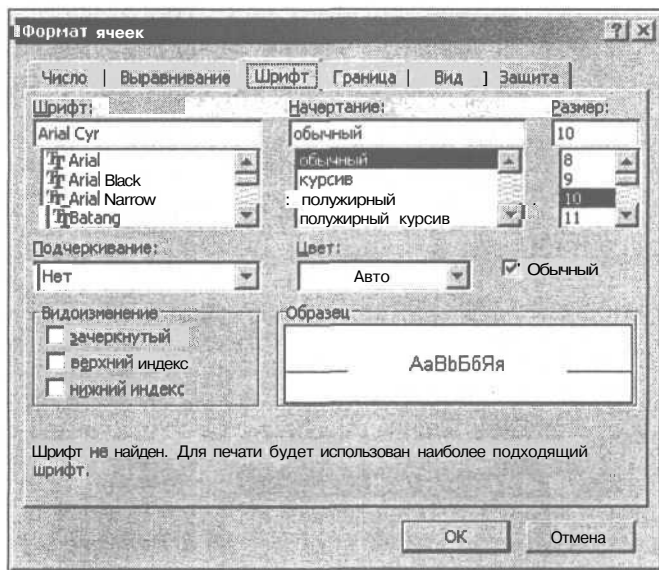 Формат ячеек
Число | Выравнивание Шрифт Граница | Вид ] Защита
Шрифт: Начертание: Размер:
Arial Cyr обычный 10
Arial обычный 8
Arial Black курсив 9
Arial Narrow : полужирный 10
Batang полужирный курсив 11
Подчеркивание: Цвет:
Нет Авто Обычный
Видоизменение Образец
зачеркнутый
верхний индекс АаВbБбЯя
нижний индекс
Шрифт не найден. Для печати будет использован наиболее подходящий
шрифт.
OK Отмена